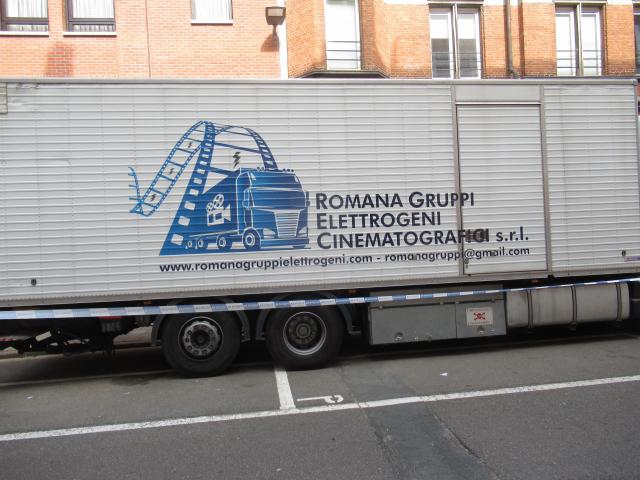 ROMANA GRUPPI
ELETTROGENI
CINEMATOGRAFICI s.r.l.
www.romanagruppielettrogeni.com - romanagruppi@gmail.com
P